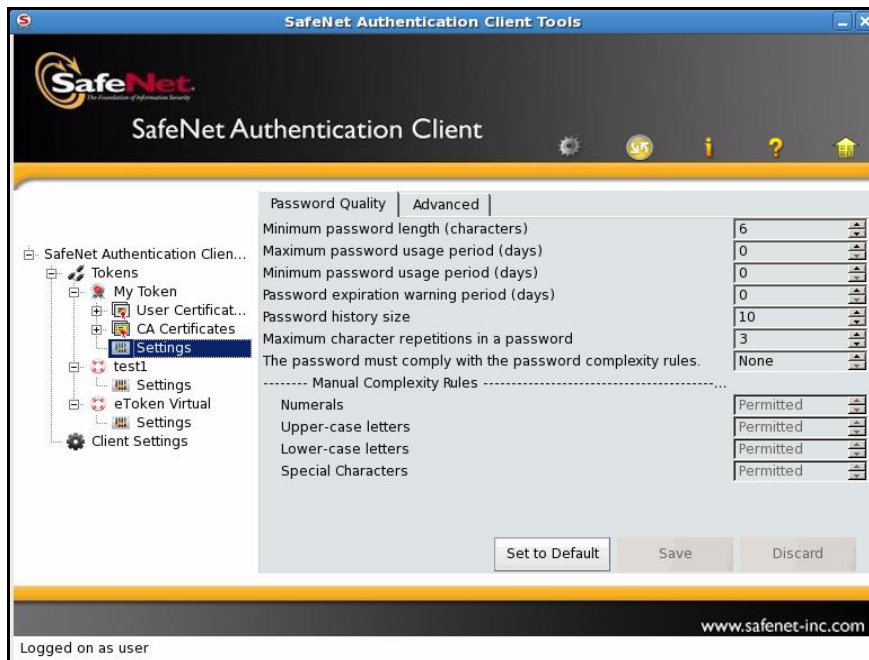 SafeNet Authentication Client Tools
SafeNet.
The Foundation of Information Security
SafeNet Authentication Client
Password Quality Advanced
SafeNet Authentication Clien...
Tokens
My Token
User Certificat...
CA Certificates
Settings
test1
Settings
eToken Virtual
Settings
Client Settings
Minimum password length (characters) 6
Maximum password usage period (days) 0
Minimum password usage period (days) 0
Password expiration warning period (days) 0
Password history size 10
Maximum character repetitions in a password 3
The password must comply with the password complexity rules. None
-------- Manual Complexity Rules ----------------------------------------...
Numerals Permitted
Upper-case letters Permitted
Lower-case letters Permitted
Special Characters Permitted
Set to Default Save Discard
www.safenet-inc.com
Logged on as user